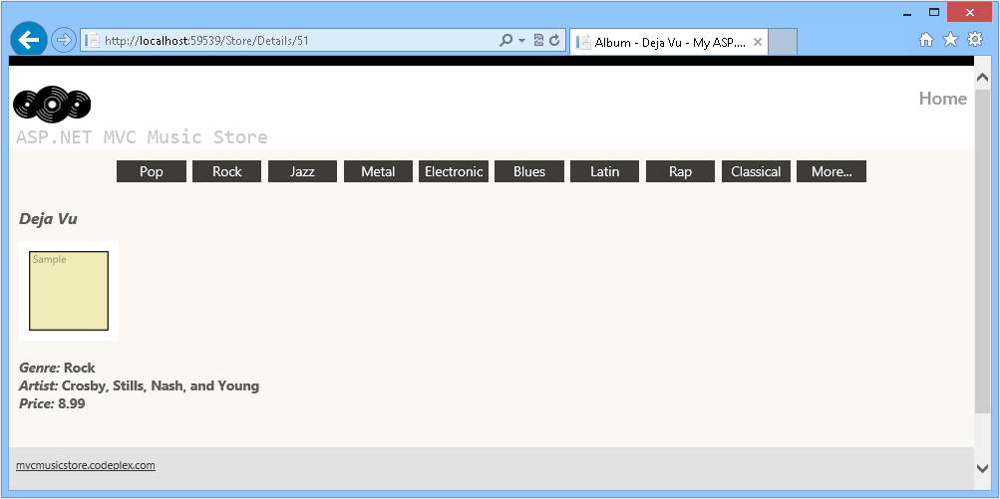 http://localhost:59539/Store/Details/51
Album - Deja Vu - My ASP....
Home
ASP.NET MVC Music Store
Pop Rock Jazz Metal Electronic Blues Latin Rap Classical More...
Deja Vu
Sample
Genre: Rock
Artist: Crosby, Stills, Nash, and Young
Price: 8.99
mvcmusicstore.codeplex.com